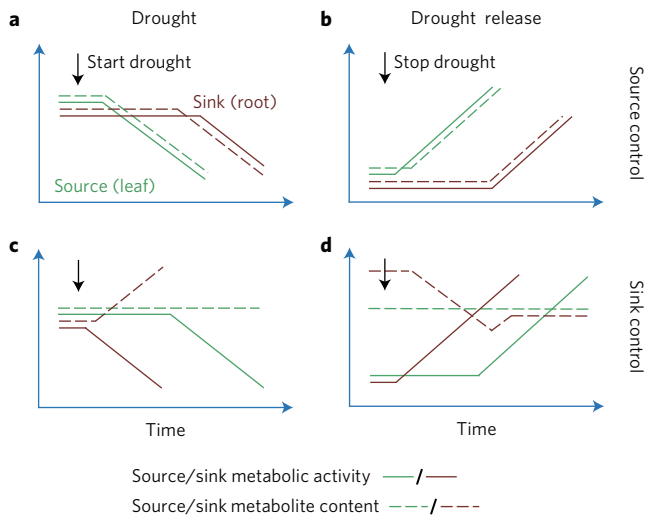 a
Drought
b
Drought release
Start drought
Stop drought
Sink (root)
Source (leaf)
Source control
c
d
Sink control
Time
Time
Source/sink metabolic activity /
Source/sink metabolite content /